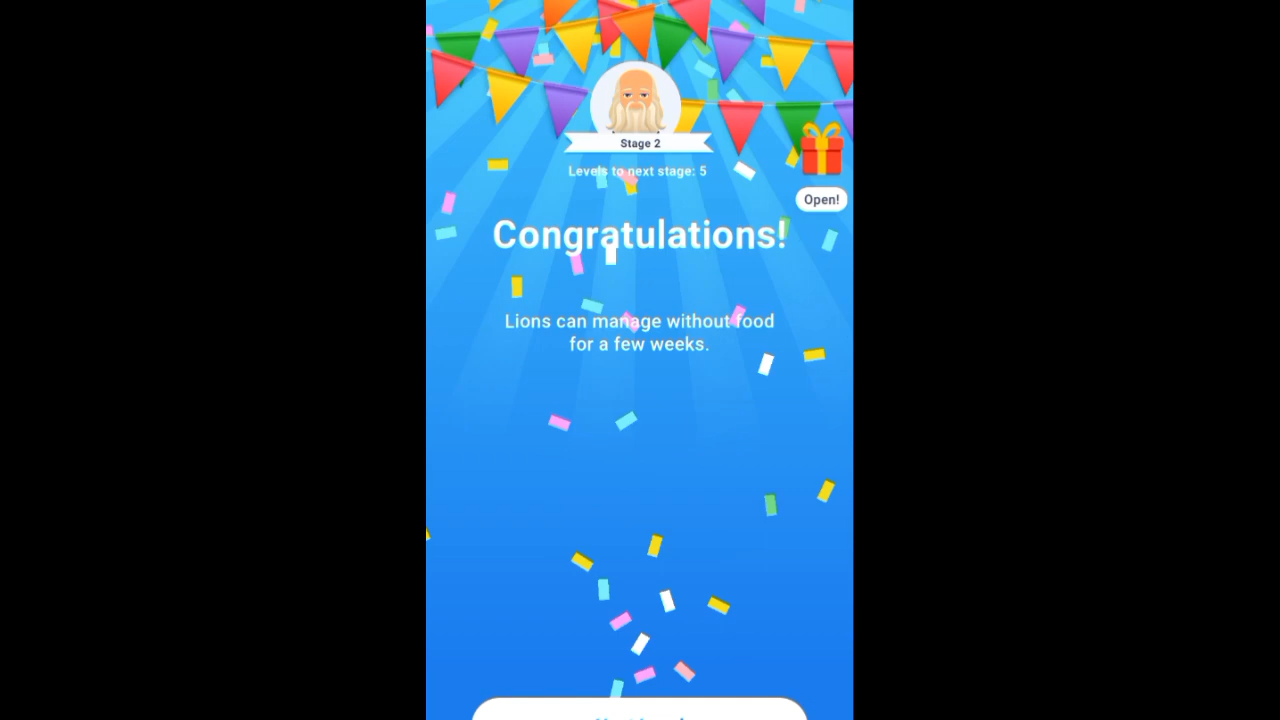 Stage 2
Levels to next stage: 5
Open!
Congratulations!
Lions can manage without food
for a few weeks.